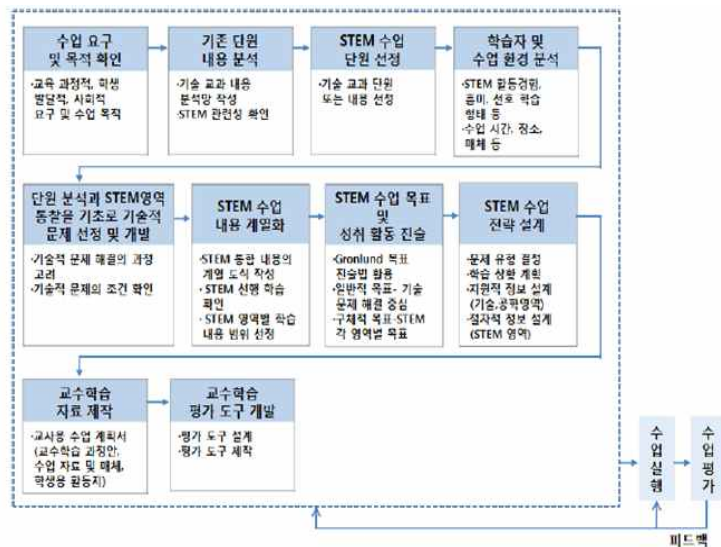 수업 요구
및 목적 확인
·교육 과정적, 학생
발달적, 사회적
요구 및 수업 목적
기존 단원
내용 분석
·기술 교과 내용
분석망 작성
·STEM 관련성 확인
STEM 수업
단원 선정
·기술 교과 단원
또는 내용 선정
학습자 및
수업 환경 분석
·STEM 활동경험,
흥미, 선호 학습
형태 등
·수업 시간, 장소,
매체 등
단원 분석과 STEM영역
통찰을 기초로 기술적
문제 선정 및 개발
·기술적 문제 해결의 과정
고려
·기술적 문제의 조건 확인
STEM 수업
내용 계열화
·STEM 통합 내용의
계열 도식 작성
·STEM 선행 학습
확인
·STEM 영역별 학습
내용 범위 선정
STEM 수업 목표
및
성취 활동 진술
·Gronlund 목표
진술법 활용
·일반적 목표- 기술
문제 해결 중심
·구체적 목표-STEM
각 영역별 목표
STEM 수업
전략 설계
·문제 유형 결정
·학습 상황 계획
·지원적 정보 설계
(기술,공학영역)
·절차적 정보 설계
(STEM 영역)
교수학습
자료 제작
·교사용 수업 계획서
(교수학습 과정안,
수업 자료 및 매체,
학생용 활동지)
교수학습
평가 도구 개발
·평가 도구 설계
·평가 도구 제작
수업실행
수업평가
피드백